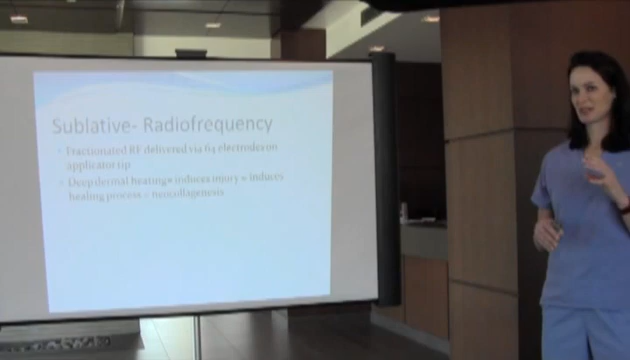 Sublative- Radiofrequency
Fractionated RF delivered via 64 electrodes on
applicator tip
Deep dermal heating= induces injury = induces
healing process = neocollagenesis